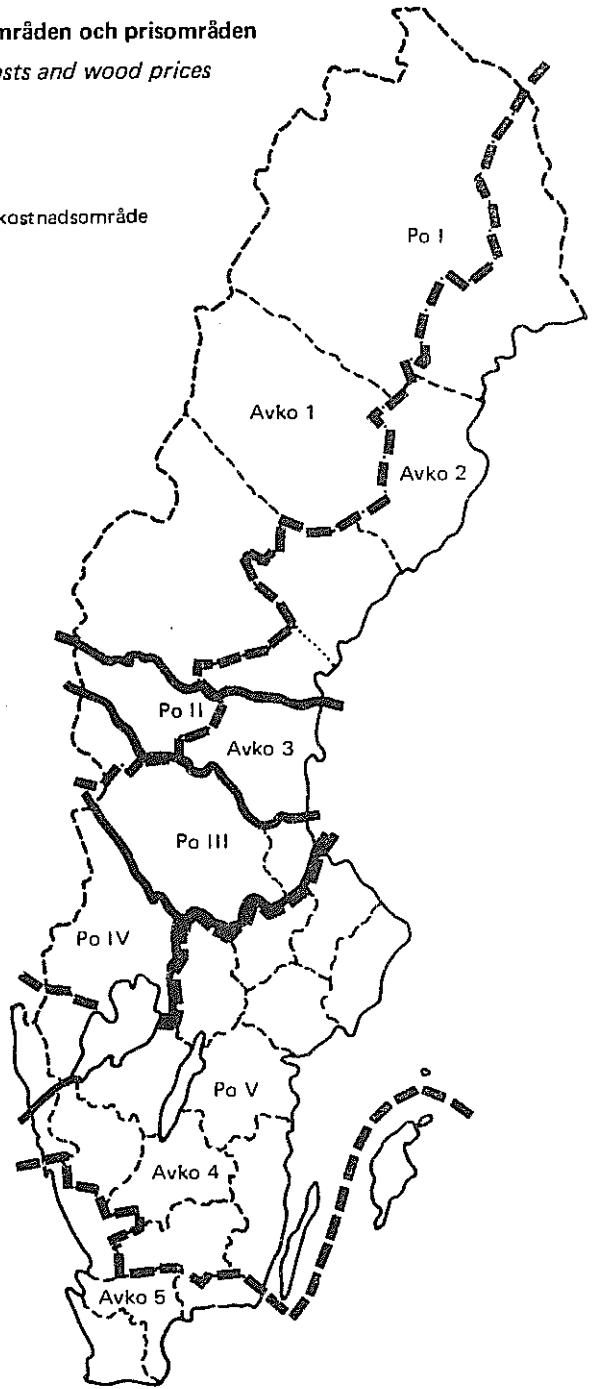 mråden och prisområden
sts and wood prices
kostnadsområde
Po I
Avko 1
Avko 2
Po II
Avko 3
Po III
Po IV
Po V
Avko 4
Avko 5